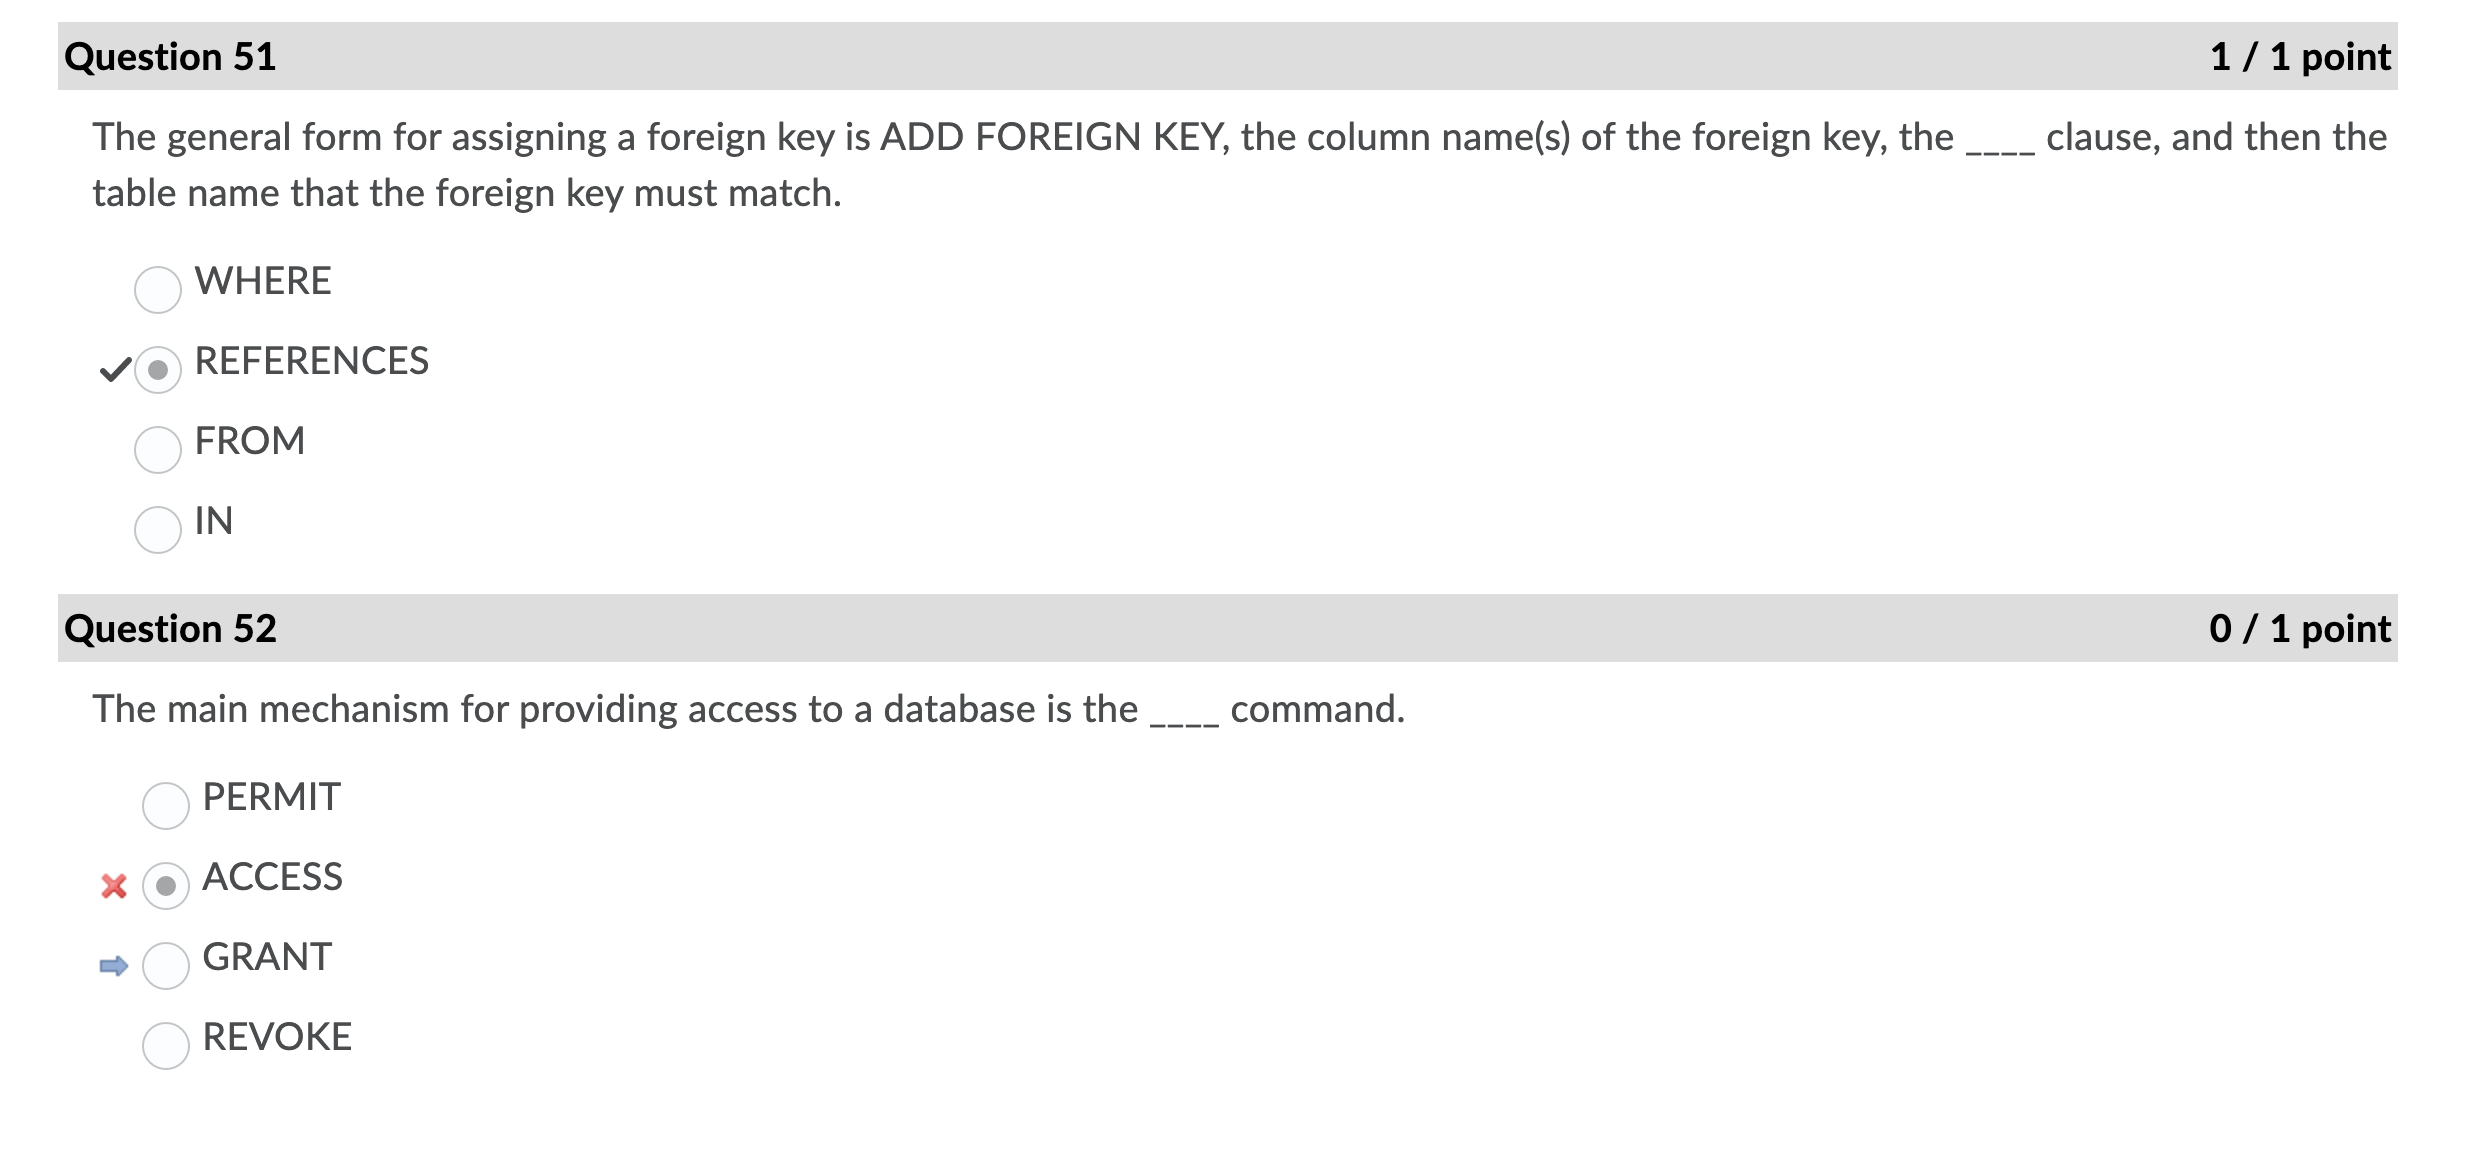 Question 51 1 / 1 point
The general form for assigning a foreign key is ADD FOREIGN KEY, the column name(s) of the foreign key, the ____ clause, and then the
table name that the foreign key must match.
WHERE
REFERENCES
FROM
IN
Question 52 0 / 1 point
The main mechanism for providing access to a database is the ____ command.
PERMIT
ACCESS
GRANT
REVOKE